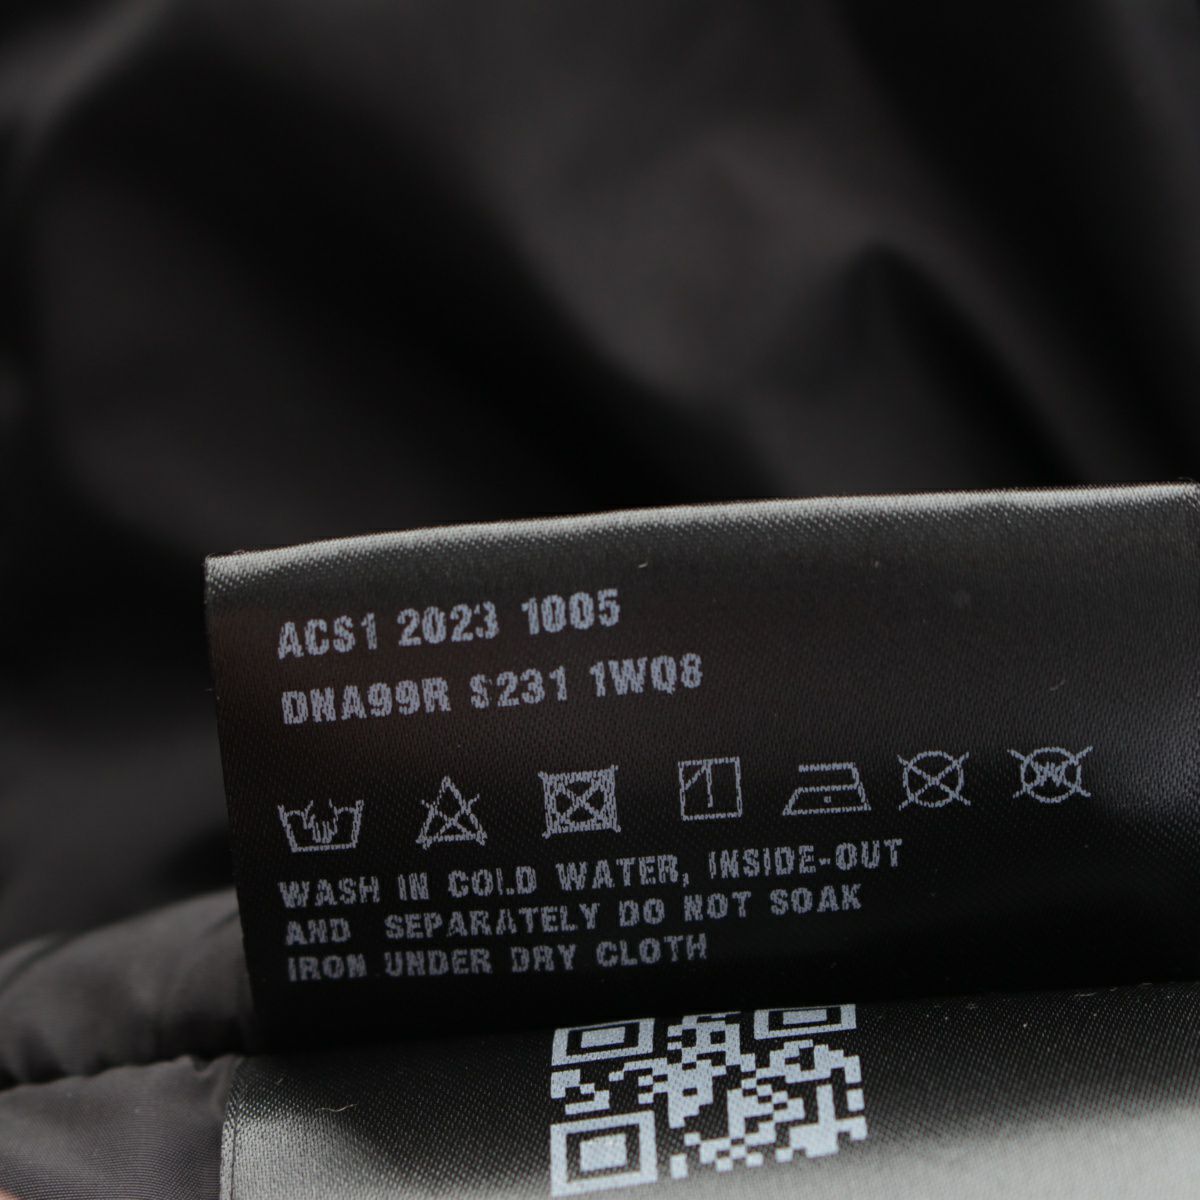 ACS1 2023 1005
DNA99R S231 1WQ8
WASH IN COLD WATER, INSIDE-OUT
AND SEPARATELY DO NOT SOAK
IRON UNDER DRY CLOTH